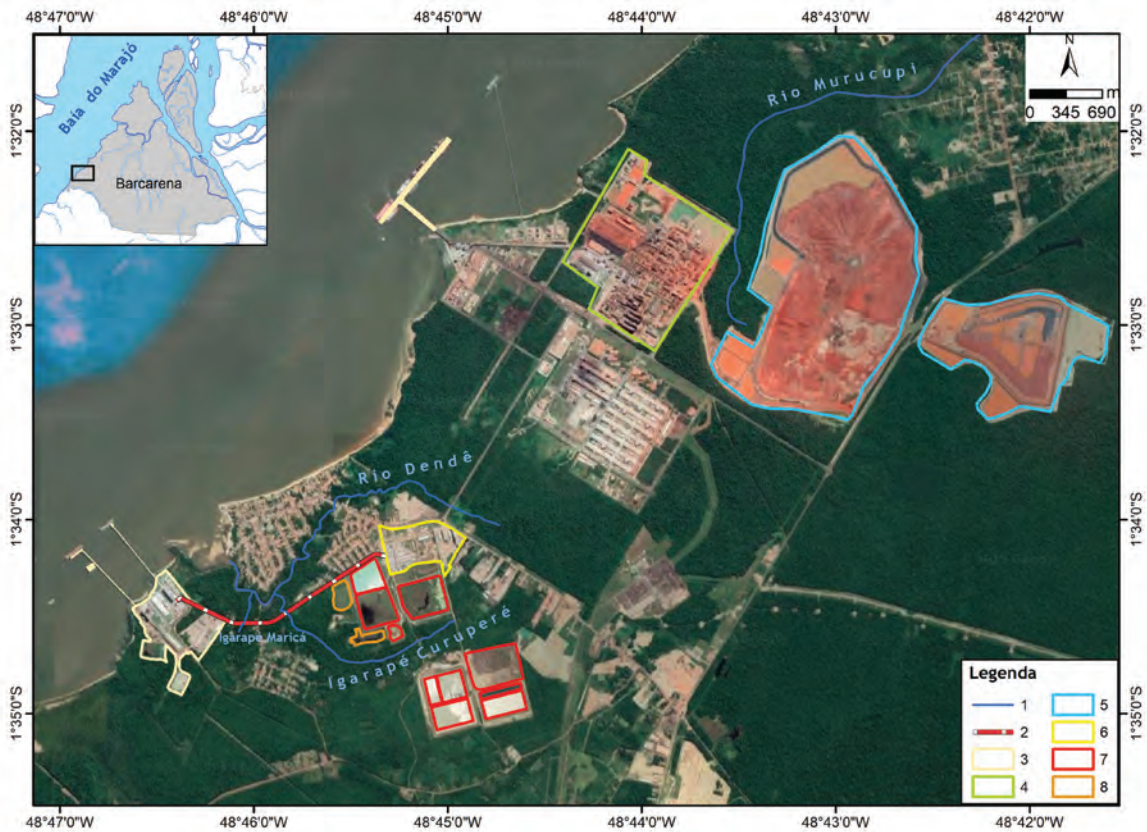 48°47'0"W 48°46'0"W 48°45'0"W 48°44'0"W 48°43'0"W 48°42'0"W
Baía do Marajó
Barcarena
N
m
0 345 690
Rio Murucupi
1°32'0"S 1°32'0"S
1°33'0"S 1°33'0"S
Rio Dendê
1°34'0"S 1°34'0"S
Igarapé Maricá
Igarapé Curuperé
1°35'0"S 1°35'0"S
Legenda
1 5
2 6
3 7
4 8
48°47'0"W 48°46'0"W 48°45'0"W 48°44'0"W 48°43'0"W 48°42'0"W